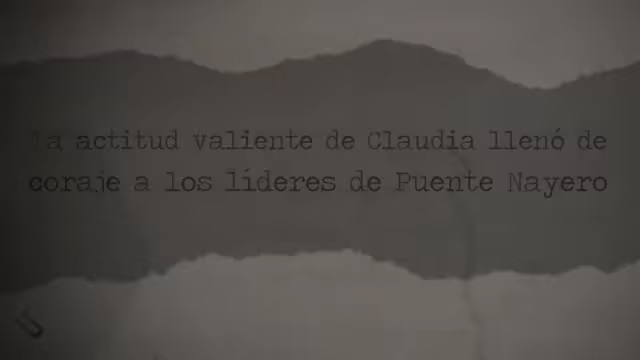 La actitud valiente de Claudia llenó de
coraje a los líderes de Puente Nayero